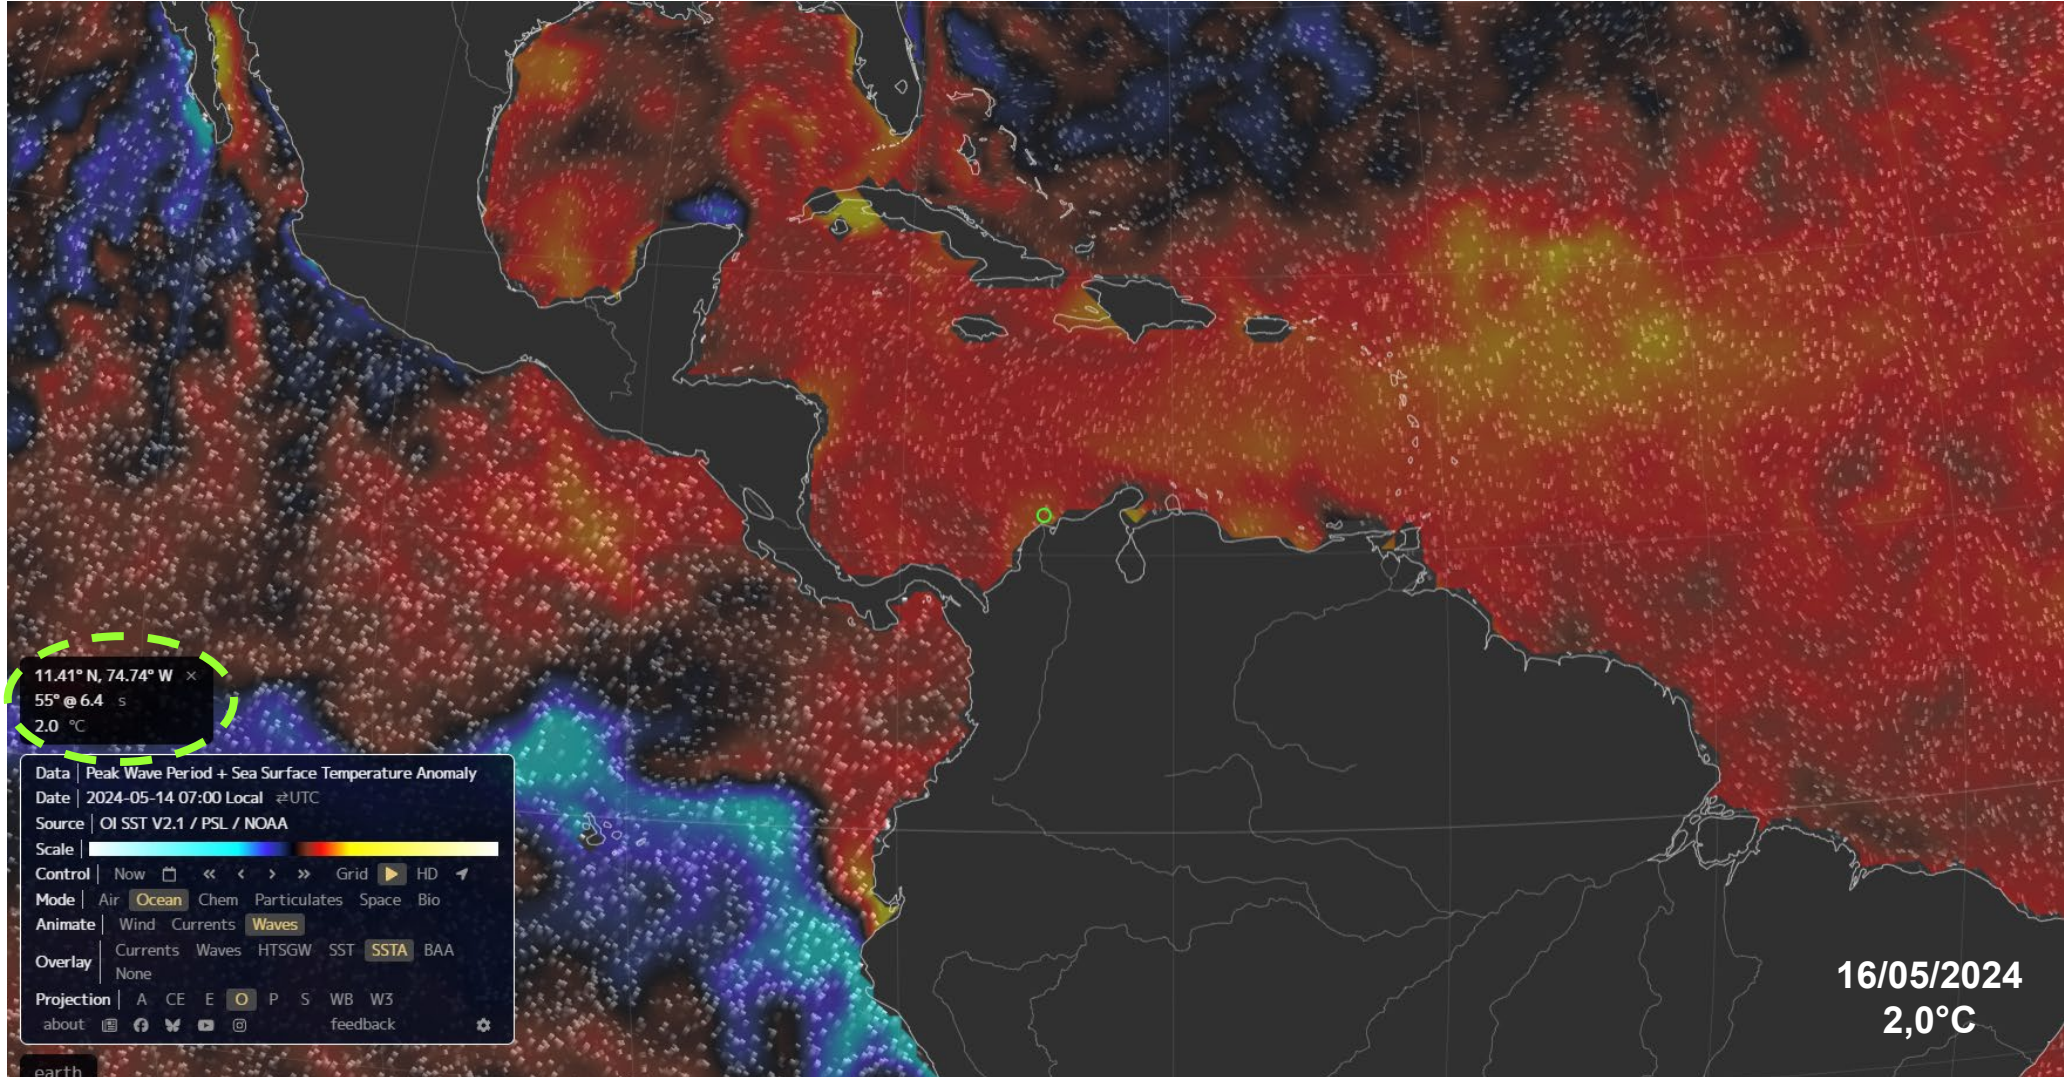 11.41° N, 74.74° W ×
55° @ 6.4 s
2.0 °C
Data | Peak Wave Period + Sea Surface Temperature Anomaly
Date | 2024-05-14 07:00 Local ⇄UTC
Source | OI SST V2.1 / PSL / NOAA
Scale |
Control | Now « ‹ › » Grid HD
Mode | Air Ocean Chem Particulates Space Bio
Animate | Wind Currents Waves
Overlay | Currents Waves HTSGW SST SSTA BAA
None
Projection | A CE E O P S WB W3
about feedback
earth
16/05/2024
2,0°C